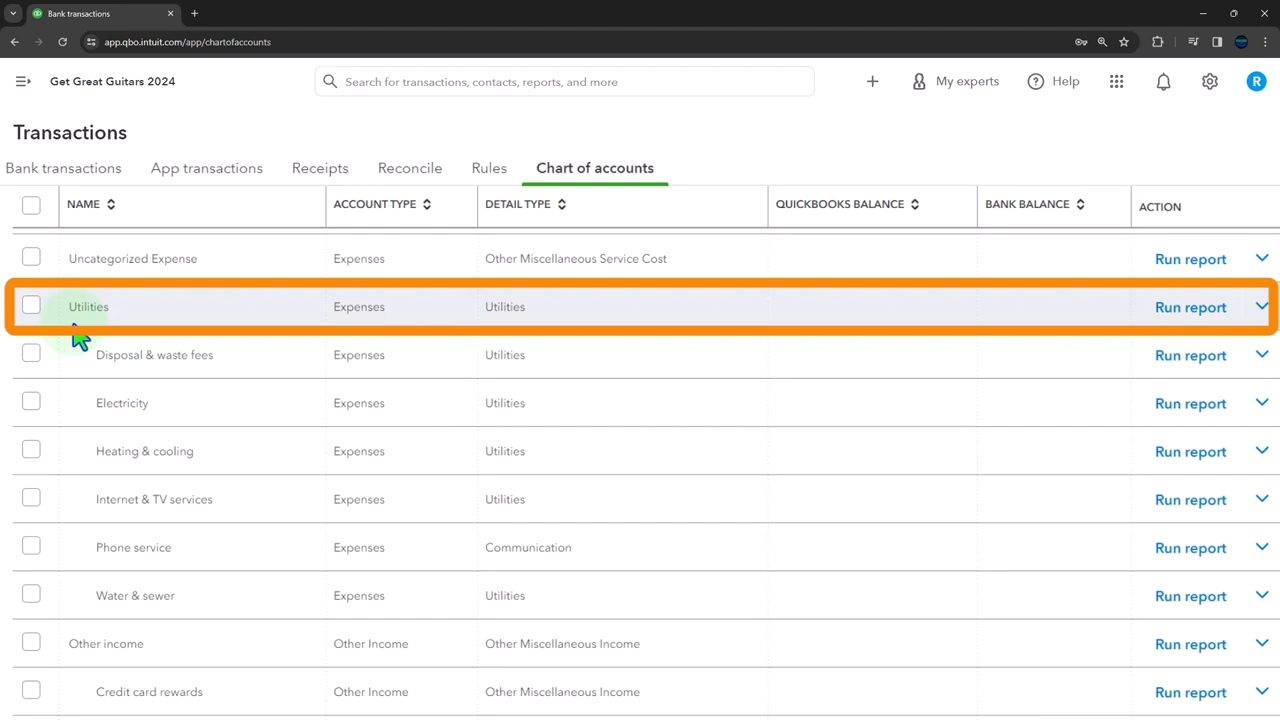 Bank transactions
app.qbo.intuit.com/app/chartofaccounts
Get Great Guitars 2024
Search for transactions, contacts, reports, and more
My experts
Help
R
Transactions
Bank transactions App transactions Receipts Reconcile Rules Chart of accounts
NAME ACCOUNT TYPE DETAIL TYPE QUICKBOOKS BALANCE BANK BALANCE ACTION
Uncategorized Expense Expenses Other Miscellaneous Service Cost Run report
Utilities Expenses Utilities Run report
Disposal & waste fees Expenses Utilities Run report
Electricity Expenses Utilities Run report
Heating & cooling Expenses Utilities Run report
Internet & TV services Expenses Utilities Run report
Phone service Expenses Communication Run report
Water & sewer Expenses Utilities Run report
Other income Other Income Other Miscellaneous Income Run report
Credit card rewards Other Income Other Miscellaneous Income Run report